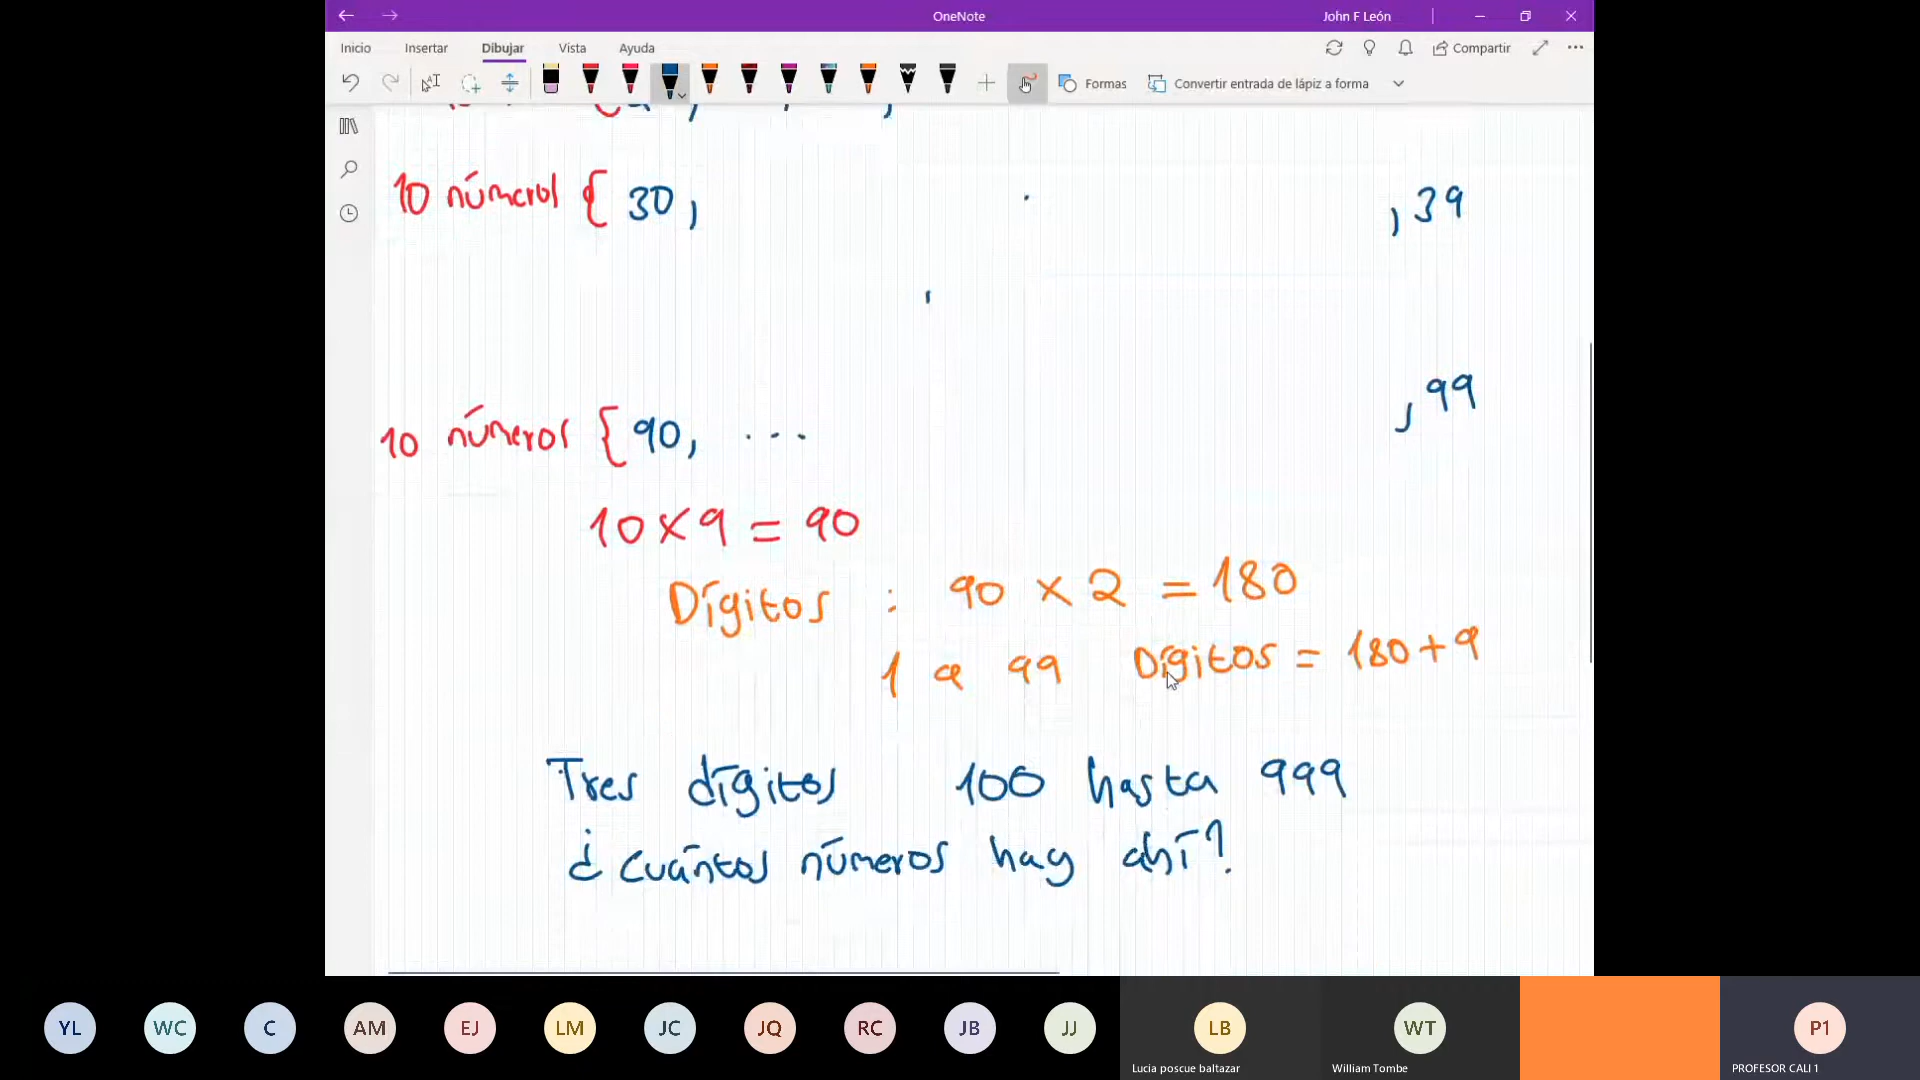 OneNote
John F León
Inicio Insertar Dibujar Vista Ayuda
Compartir
Formas Convertir entrada de lápiz a forma
10 números { 30, , 39
, 99
10 números { 90, ...
10 x 9 = 90
Dígitos : 90 x 2 = 180
1 a 99 Dígitos = 180 + 9
Tres dígitos 100 hasta 999
¿ cuántos números hay ahí?
YL WC C AM EJ LM JC JQ RC JB JJ LB WT P1
Lucia poscue baltazar William Tombe PROFESOR CALI 1